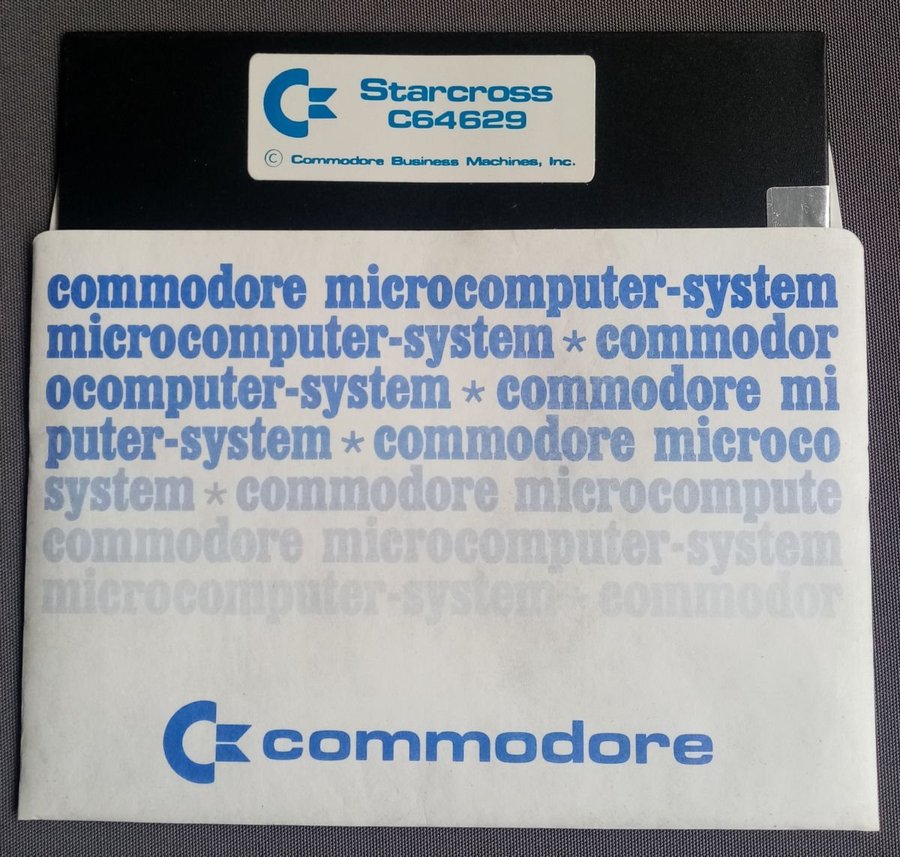 Starcross
C64629
© Commodore Business Machines, Inc.
commodore microcomputer-system
microcomputer-system * commodor
ocomputer-system * commodore mi
puter-system * commodore microco
system * commodore microcompute
commodore microcomputer-system
microcomputer-system * commodor
commodore